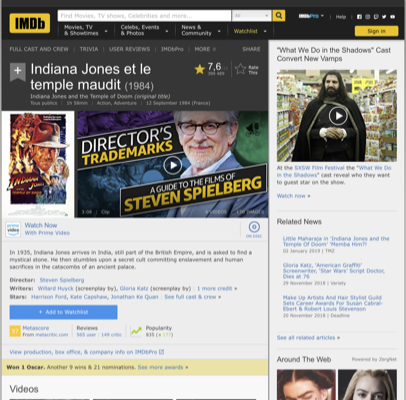 IMDb
Find Movies, TV shows, Celebrities and more...
All
IMDbPro
Help
Movies, TV
& Showtimes
Celebs, Events
& Photos
News &
Community
Watchlist
Sign in
FULL CAST AND CREW | TRIVIA | USER REVIEWS | IMDbPro | MORE
SHARE
Indiana Jones et le
temple maudit (1984)
7,6
Rate
This
Indiana Jones and the Temple of Doom (original title)
Tous publics | 1h 58min | Action, Adventure | 12 September 1984 (France)
DIRECTOR'S
TRADEMARKS
A GUIDE TO THE FILMS OF
STEVEN SPIELBERG
3:08 | Clip
Watch Now
With Prime Video
ON DISC
In 1935, Indiana Jones arrives in India, still part of the British Empire, and is asked to find a
mystical stone. He then stumbles upon a secret cult committing enslavement and human
sacrifices in the catacombs of an ancient palace.
Director: Steven Spielberg
Writers: Willard Huyck (screenplay by), Gloria Katz (screenplay by) | 1 more credit »
Stars: Harrison Ford, Kate Capshaw, Jonathan Ke Quan | See full cast & crew »
+ Add to Watchlist
57
Metascore
From metacritic.com
Reviews
569 user | 149 critic
Popularity
View production, box office, & company info on IMDbPro
Won 1 Oscar. Another 9 wins & 21 nominations. See more awards »
Videos
"What We Do in the Shadows" Cast
Convert New Vamps
At the SXSW Film Festival the "What We
Do in the Shadows" cast reveal who they want
to guest star on the show.
Watch now »
Related News
Little Maharaja in 'Indiana Jones and the
Temple Of Doom' 'Memba Him?!
02 January 2019 | TMZ
Gloria Katz, 'American Graffiti'
Screenwriter, 'Star Wars' Script Doctor,
Dies at 76
29 November 2018 | Variety
Make Up Artists And Hair Stylist Guild
Sets Career Awards For Susan Cabral-
Ebert & Robert Louis Stevenson
20 November 2018 | Deadline
See all related articles »
Around The Web
Powered by ZergNet